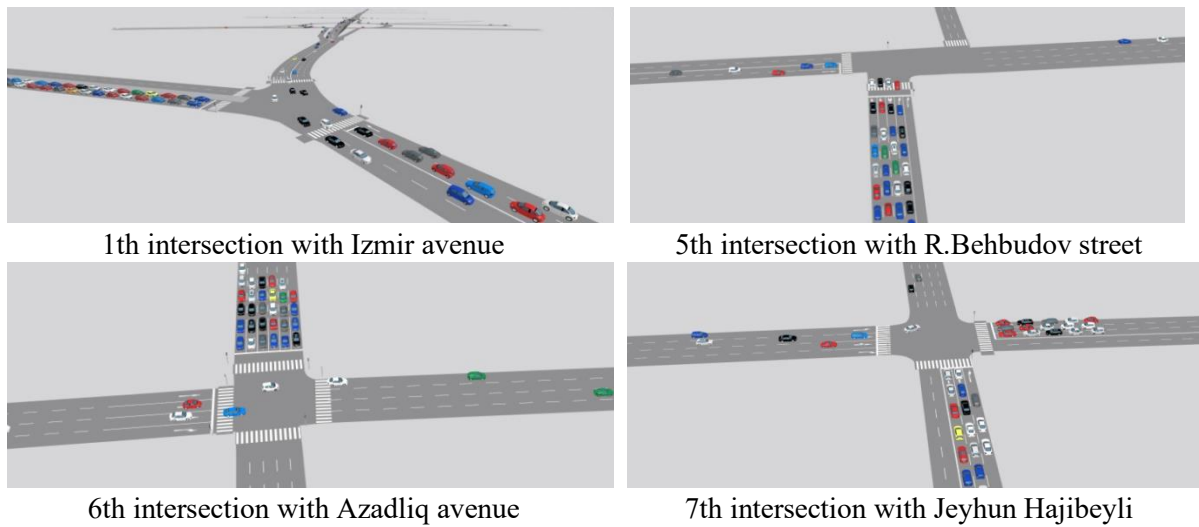 1th intersection with Izmir avenue
5th intersection with R.Behbudov street
6th intersection with Azadliq avenue
7th intersection with Jeyhun Hajibeyli